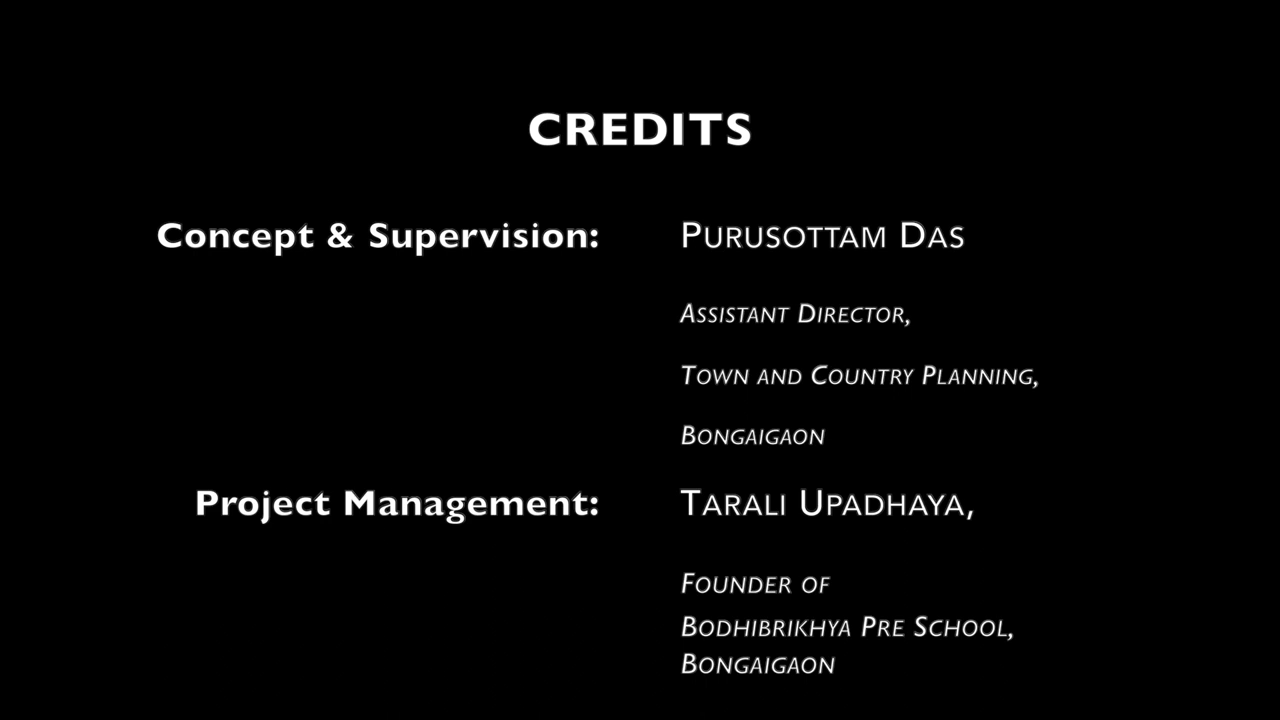 CREDITS
Concept & Supervision: PURUSOTTAM DAS
ASSISTANT DIRECTOR,
TOWN AND COUNTRY PLANNING,
BONGAIGAON
Project Management: TARALI UPADHAYA,
FOUNDER OF
BODHIBRIKHYA PRE SCHOOL,
BONGAIGAON